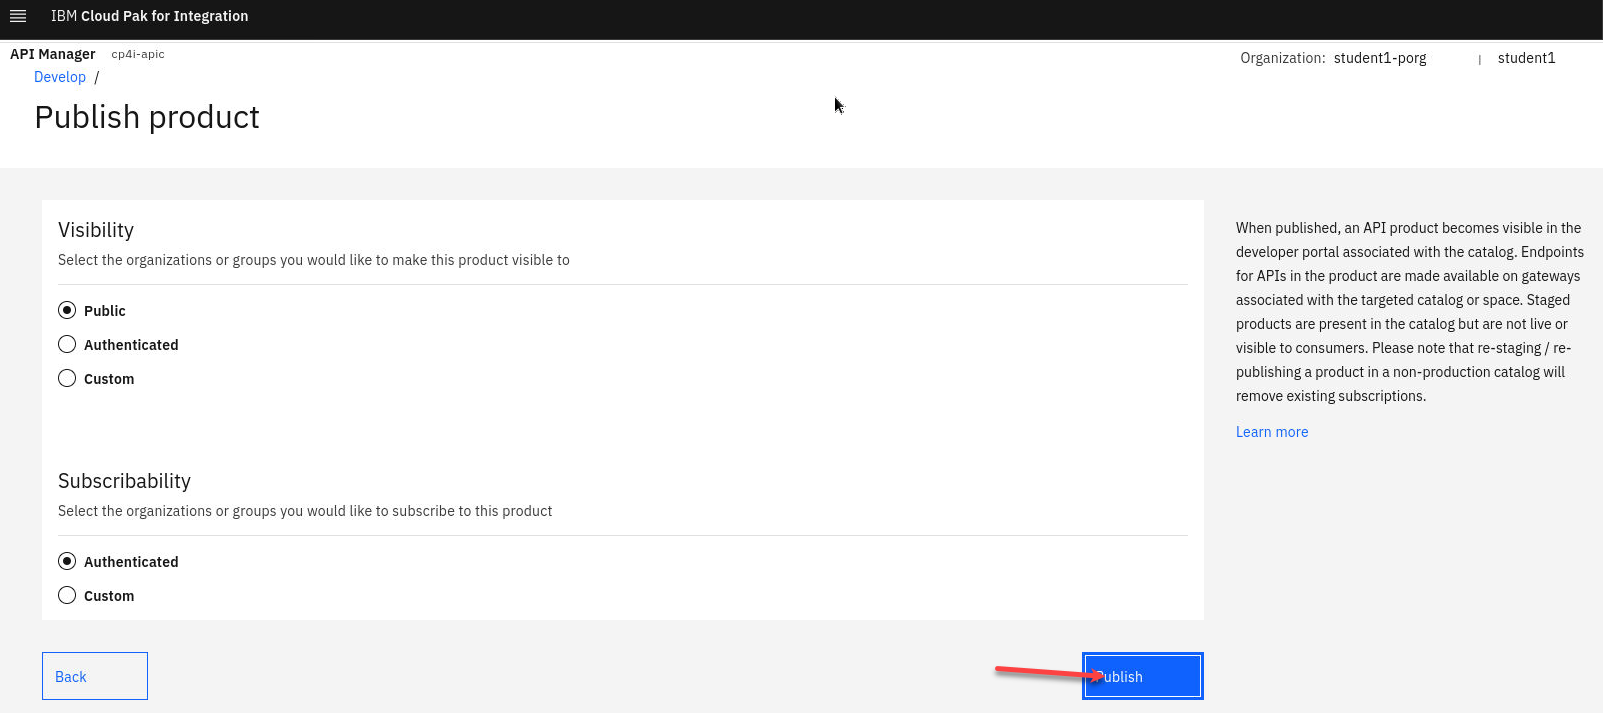 IBM Cloud Pak for Integration
API Manager cp4i-apic
Organization: student1-porg | student1
Develop /
Publish product
Visibility
Select the organizations or groups you would like to make this product visible to
Public
Authenticated
Custom
Subscribability
Select the organizations or groups you would like to subscribe to this product
Authenticated
Custom
Back
Publish
When published, an API product becomes visible in the
developer portal associated with the catalog. Endpoints
for APIs in the product are made available on gateways
associated with the targeted catalog or space. Staged
products are present in the catalog but are not live or
visible to consumers. Please note that re-staging / re-
publishing a product in a non-production catalog will
remove existing subscriptions.
Learn more